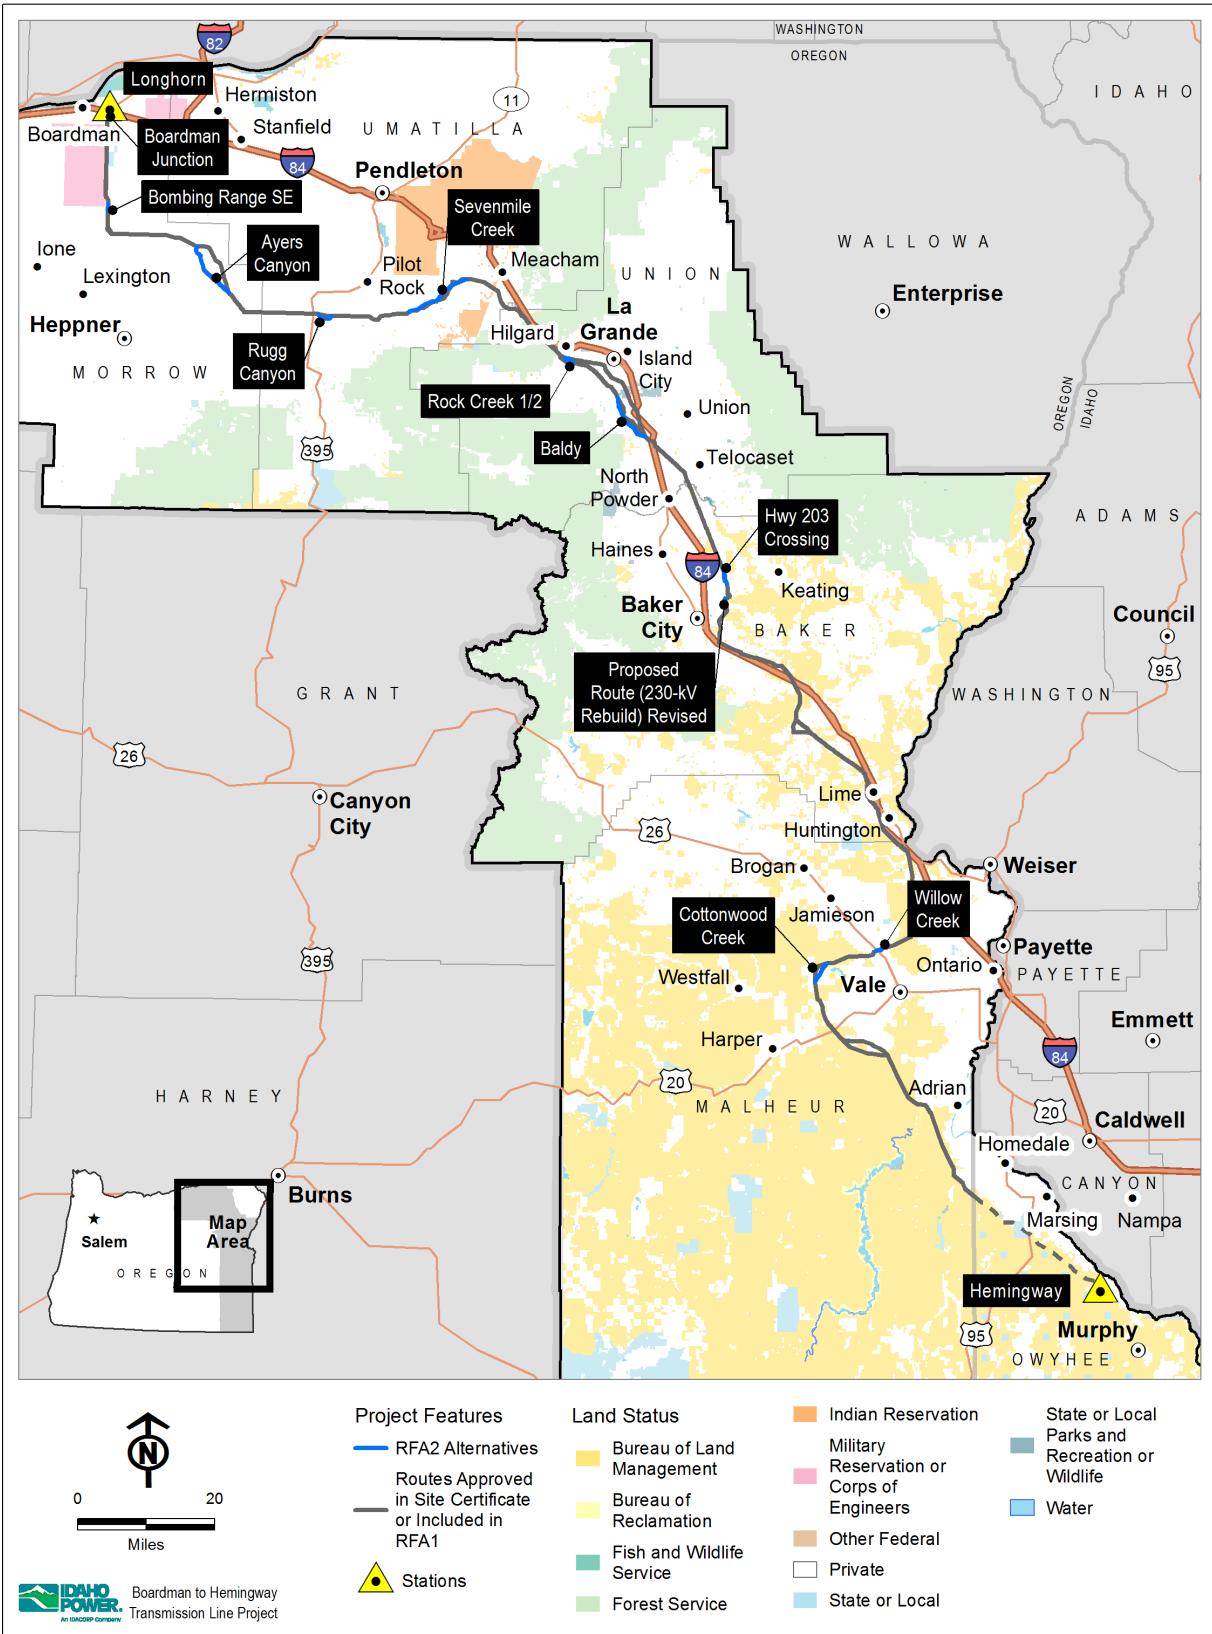 WASHINGTON
OREGON
IDAHO
82
Longhorn
Hermiston
11
Boardman
Stanfield
UMATILLA
Boardman
Junction
84
Pendleton
Bombing Range SE
Sevenmile
Creek
WALLOWA
Ione
Ayers
Canyon
Meacham
Lexington
Pilot
Rock
UNION
Enterprise
Heppner
La
Grande
Hilgard
Island
City
MORROW
Rugg
Canyon
Rock Creek 1/2
Union
OREGON
IDAHO
395
Baldy
Telocaset
North
Powder
Hwy 203
Crossing
ADAMS
Haines
84
Keating
Baker
City
BAKER
Council
95
Proposed
Route (230-kV
Rebuild) Revised
GRANT
WASHINGTON
26
Canyon
City
Lime
Huntington
26
Brogan
Weiser
Jamieson
Willow
Creek
Cottonwood
Creek
Payette
PAYETTE
395
Westfall
Vale
Ontario
Emmett
Harper
84
20
MALHEUR
Adrian
20
Caldwell
HARNEY
Homedale
CANYON
Burns
Marsing
Nampa
Salem
Map
Area
OREGON
Hemingway
95
Murphy
OWYHEE
N
0 20
Miles
IDAHO
POWER.
An IDACORP Company
Boardman to Hemingway
Transmission Line Project
Project Features
RFA2 Alternatives
Routes Approved
in Site Certificate
or Included in
RFA1
Stations
Land Status
Bureau of Land
Management
Bureau of
Reclamation
Fish and Wildlife
Service
Forest Service
Indian Reservation
Military
Reservation or
Corps of
Engineers
Other Federal
Private
State or Local
State or Local
Parks and
Recreation or
Wildlife
Water